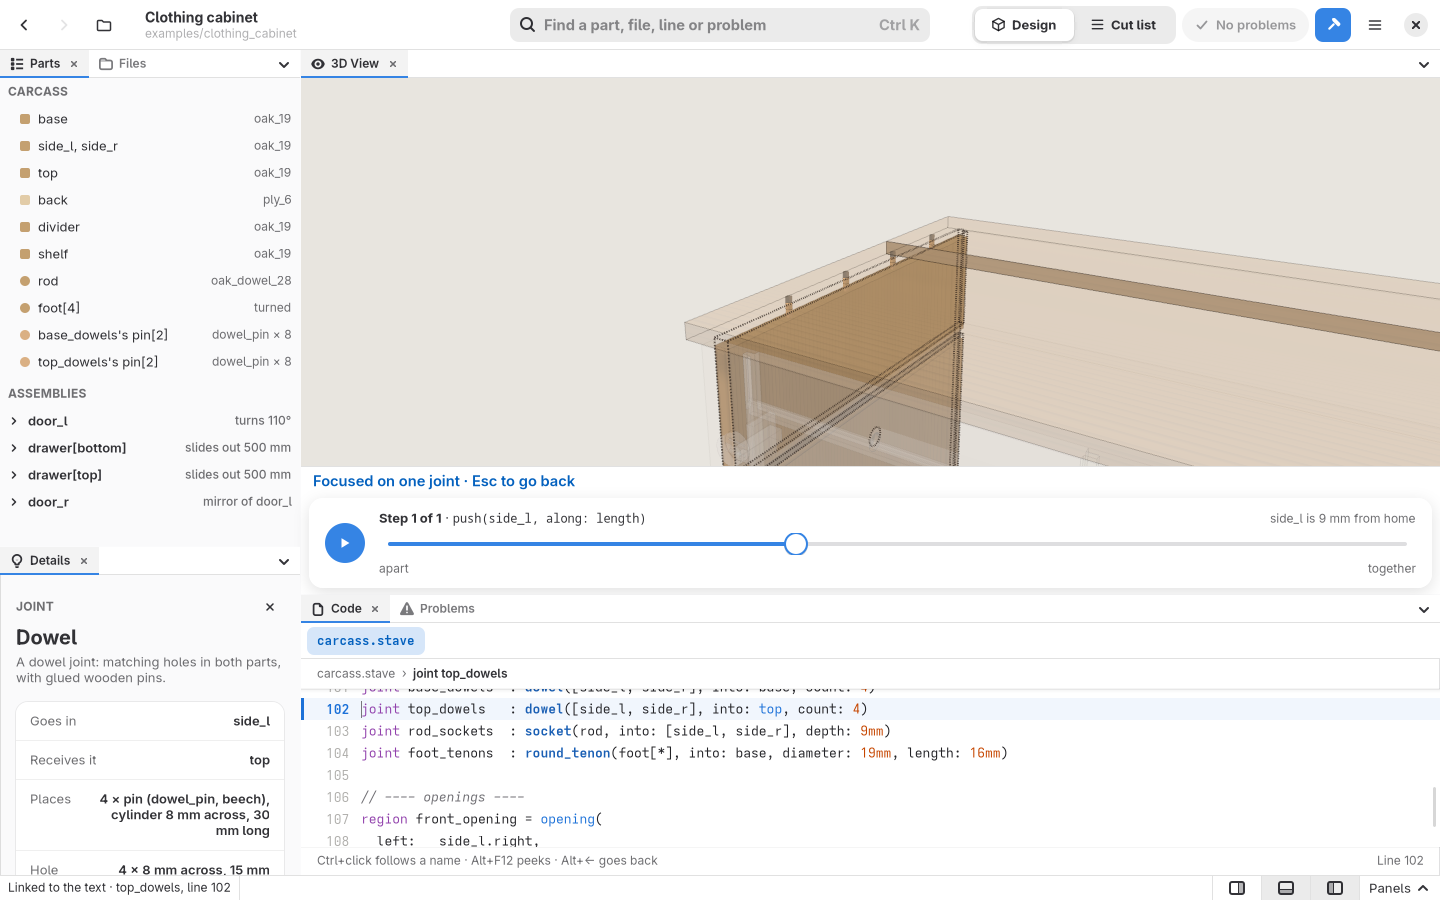 Clothing cabinet
examples/clothing_cabinet
Find a part, file, line or problem Ctrl K
Design
Cut list
No problems
Parts
Files
3D View
CARCASS
base oak_19
side_l, side_r oak_19
top oak_19
back ply_6
divider oak_19
shelf oak_19
rod oak_dowel_28
foot[4] turned
base_dowels's pin[2] dowel_pin × 8
top_dowels's pin[2] dowel_pin × 8
ASSEMBLIES
door_l turns 110°
drawer[bottom] slides out 500 mm
drawer[top] slides out 500 mm
door_r mirror of door_l
Details
JOINT
Dowel
A dowel joint: matching holes in both parts,
with glued wooden pins.
Goes in side_l
Receives it top
Places 4 × pin (dowel_pin, beech),
cylinder 8 mm across, 30
mm long
Hole 4 × 8 mm across, 15 mm
Focused on one joint · Esc to go back
Step 1 of 1 · push(side_l, along: length)
side_l is 9 mm from home
apart
together
Code
Problems
carcass.stave
carcass.stave › joint top_dowels
101 joint base_dowels : dowel([side_l, side_r], into: base, count: 4)
102 joint top_dowels : dowel([side_l, side_r], into: top, count: 4)
103 joint rod_sockets : socket(rod, into: [side_l, side_r], depth: 9mm)
104 joint foot_tenons : round_tenon(foot[*], into: base, diameter: 19mm, length: 16mm)
105
106 // ---- openings ----
107 region front_opening = opening(
108 left: side_l.right,
Ctrl+click follows a name · Alt+F12 peeks · Alt+← goes back
Line 102
Linked to the text · top_dowels, line 102
Panels